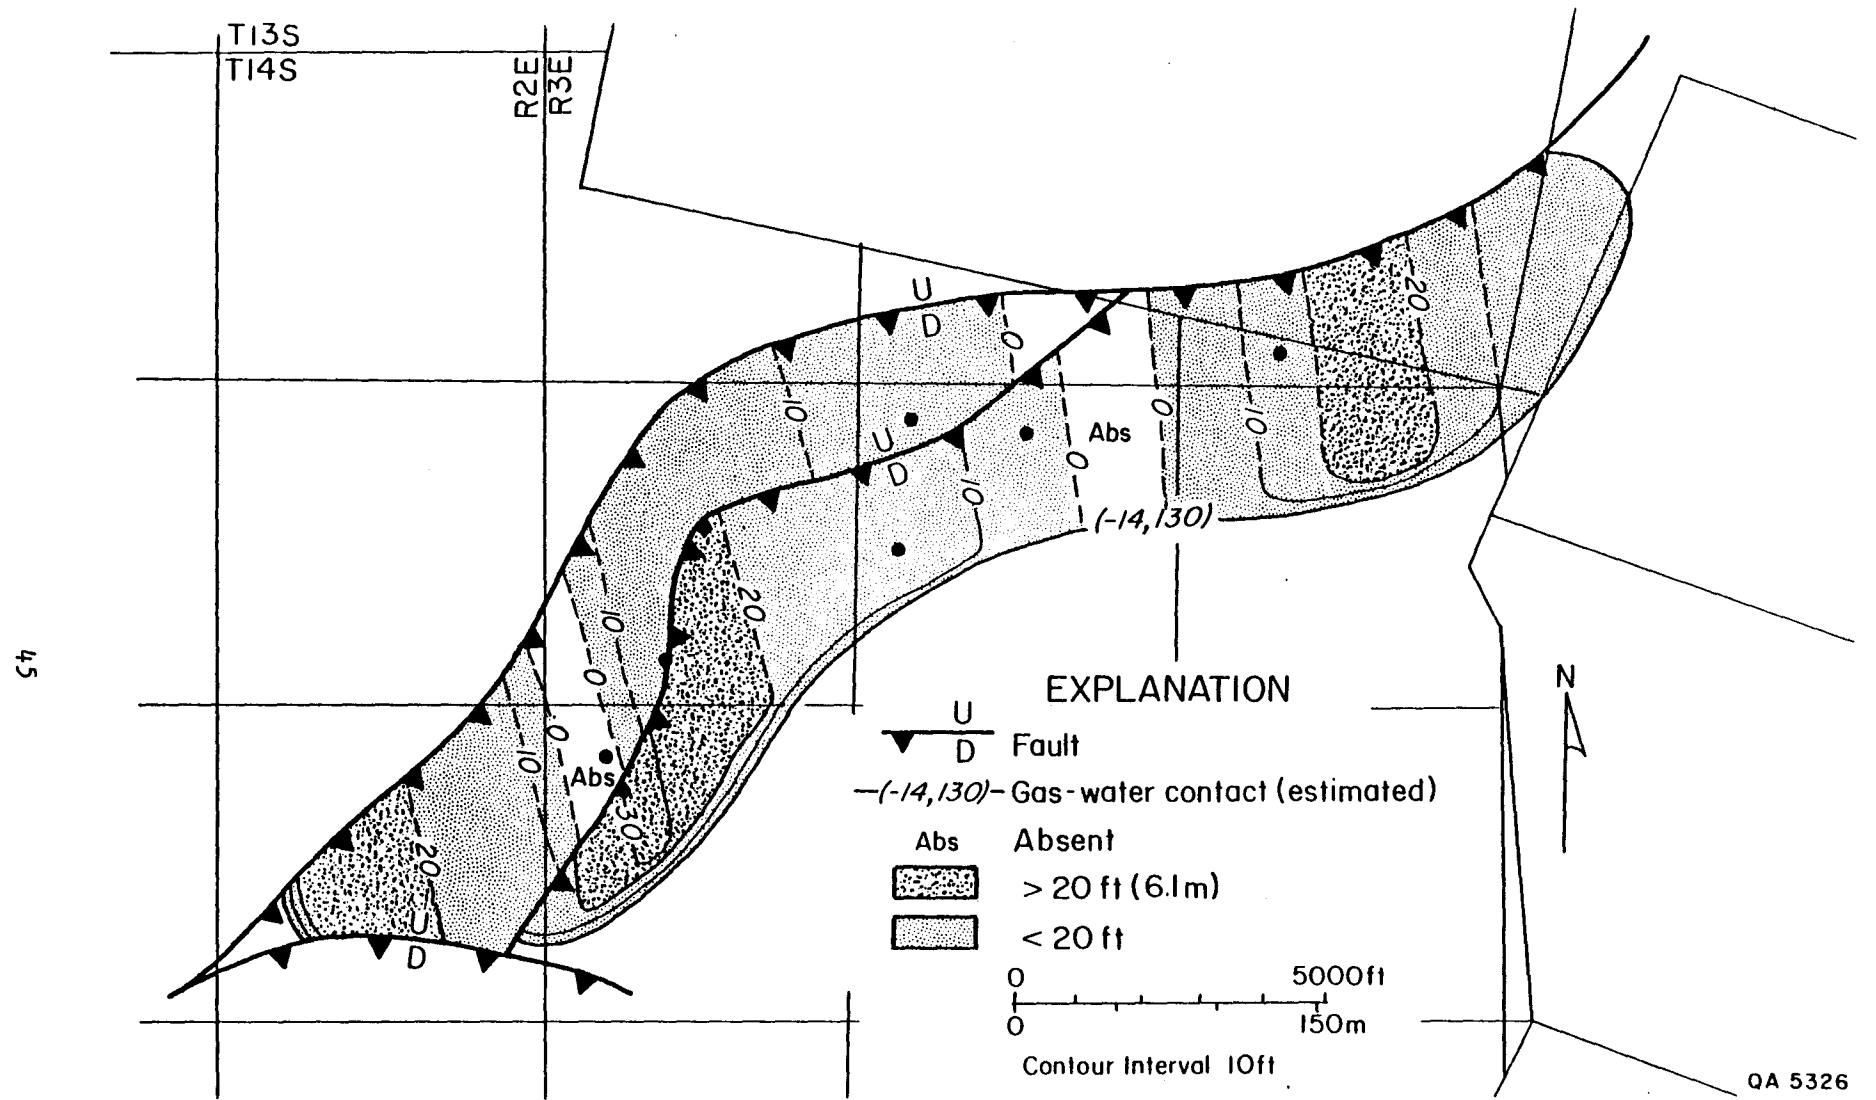 T13S
T14S
R2E
R3E
U
D
0
20
10
10
U
D
0
Abs
0
10
10
(-14,130)
20
10
0
0
10
Abs
30
20
U
D
45
EXPLANATION
U
D
Fault
—(-14,130)— Gas-water contact (estimated)
Abs Absent
> 20 ft (6.1m)
< 20 ft
0 5000ft
0 150m
Contour Interval 10ft
N
QA 5326